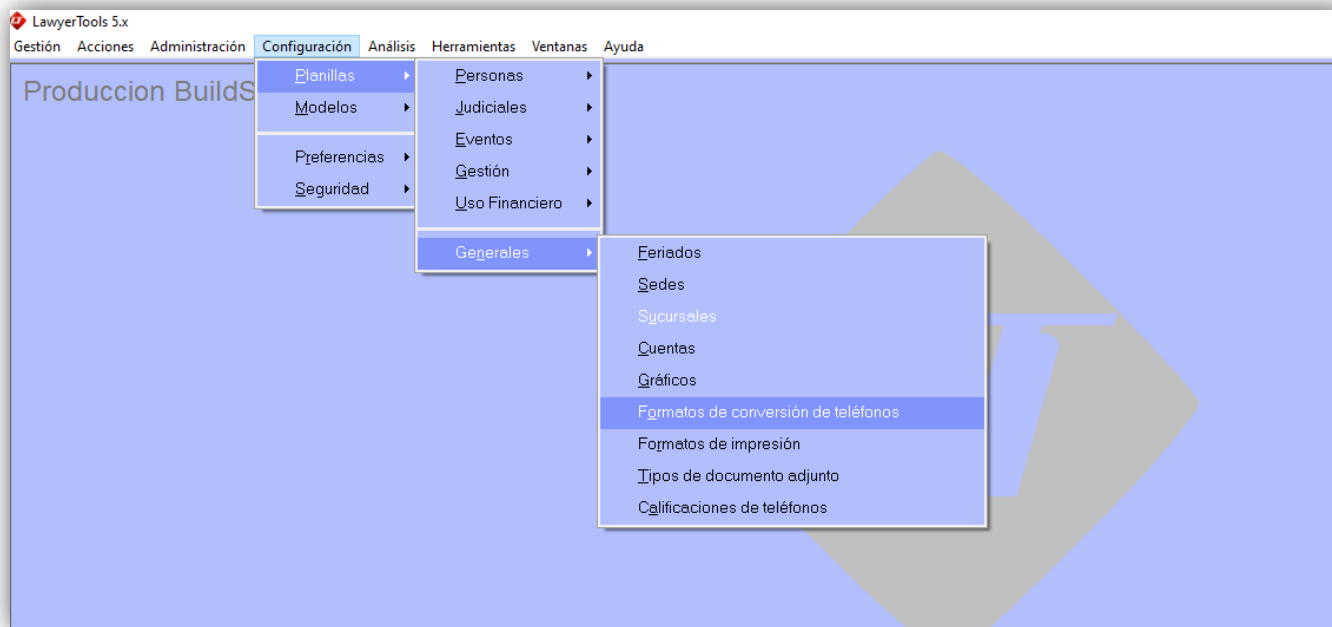 LawyerTools 5.x
Gestión Acciones Administración Configuración Análisis Herramientas Ventanas Ayuda
Produccion BuildS
Planillas
Modelos
Preferencias
Seguridad
Personas
Judiciales
Eventos
Gestión
Uso Financiero
Generales
Feriados
Sedes
Sucursales
Cuentas
Gráficos
Formatos de conversión de teléfonos
Formatos de impresión
Tipos de documento adjunto
Calificaciones de teléfonos